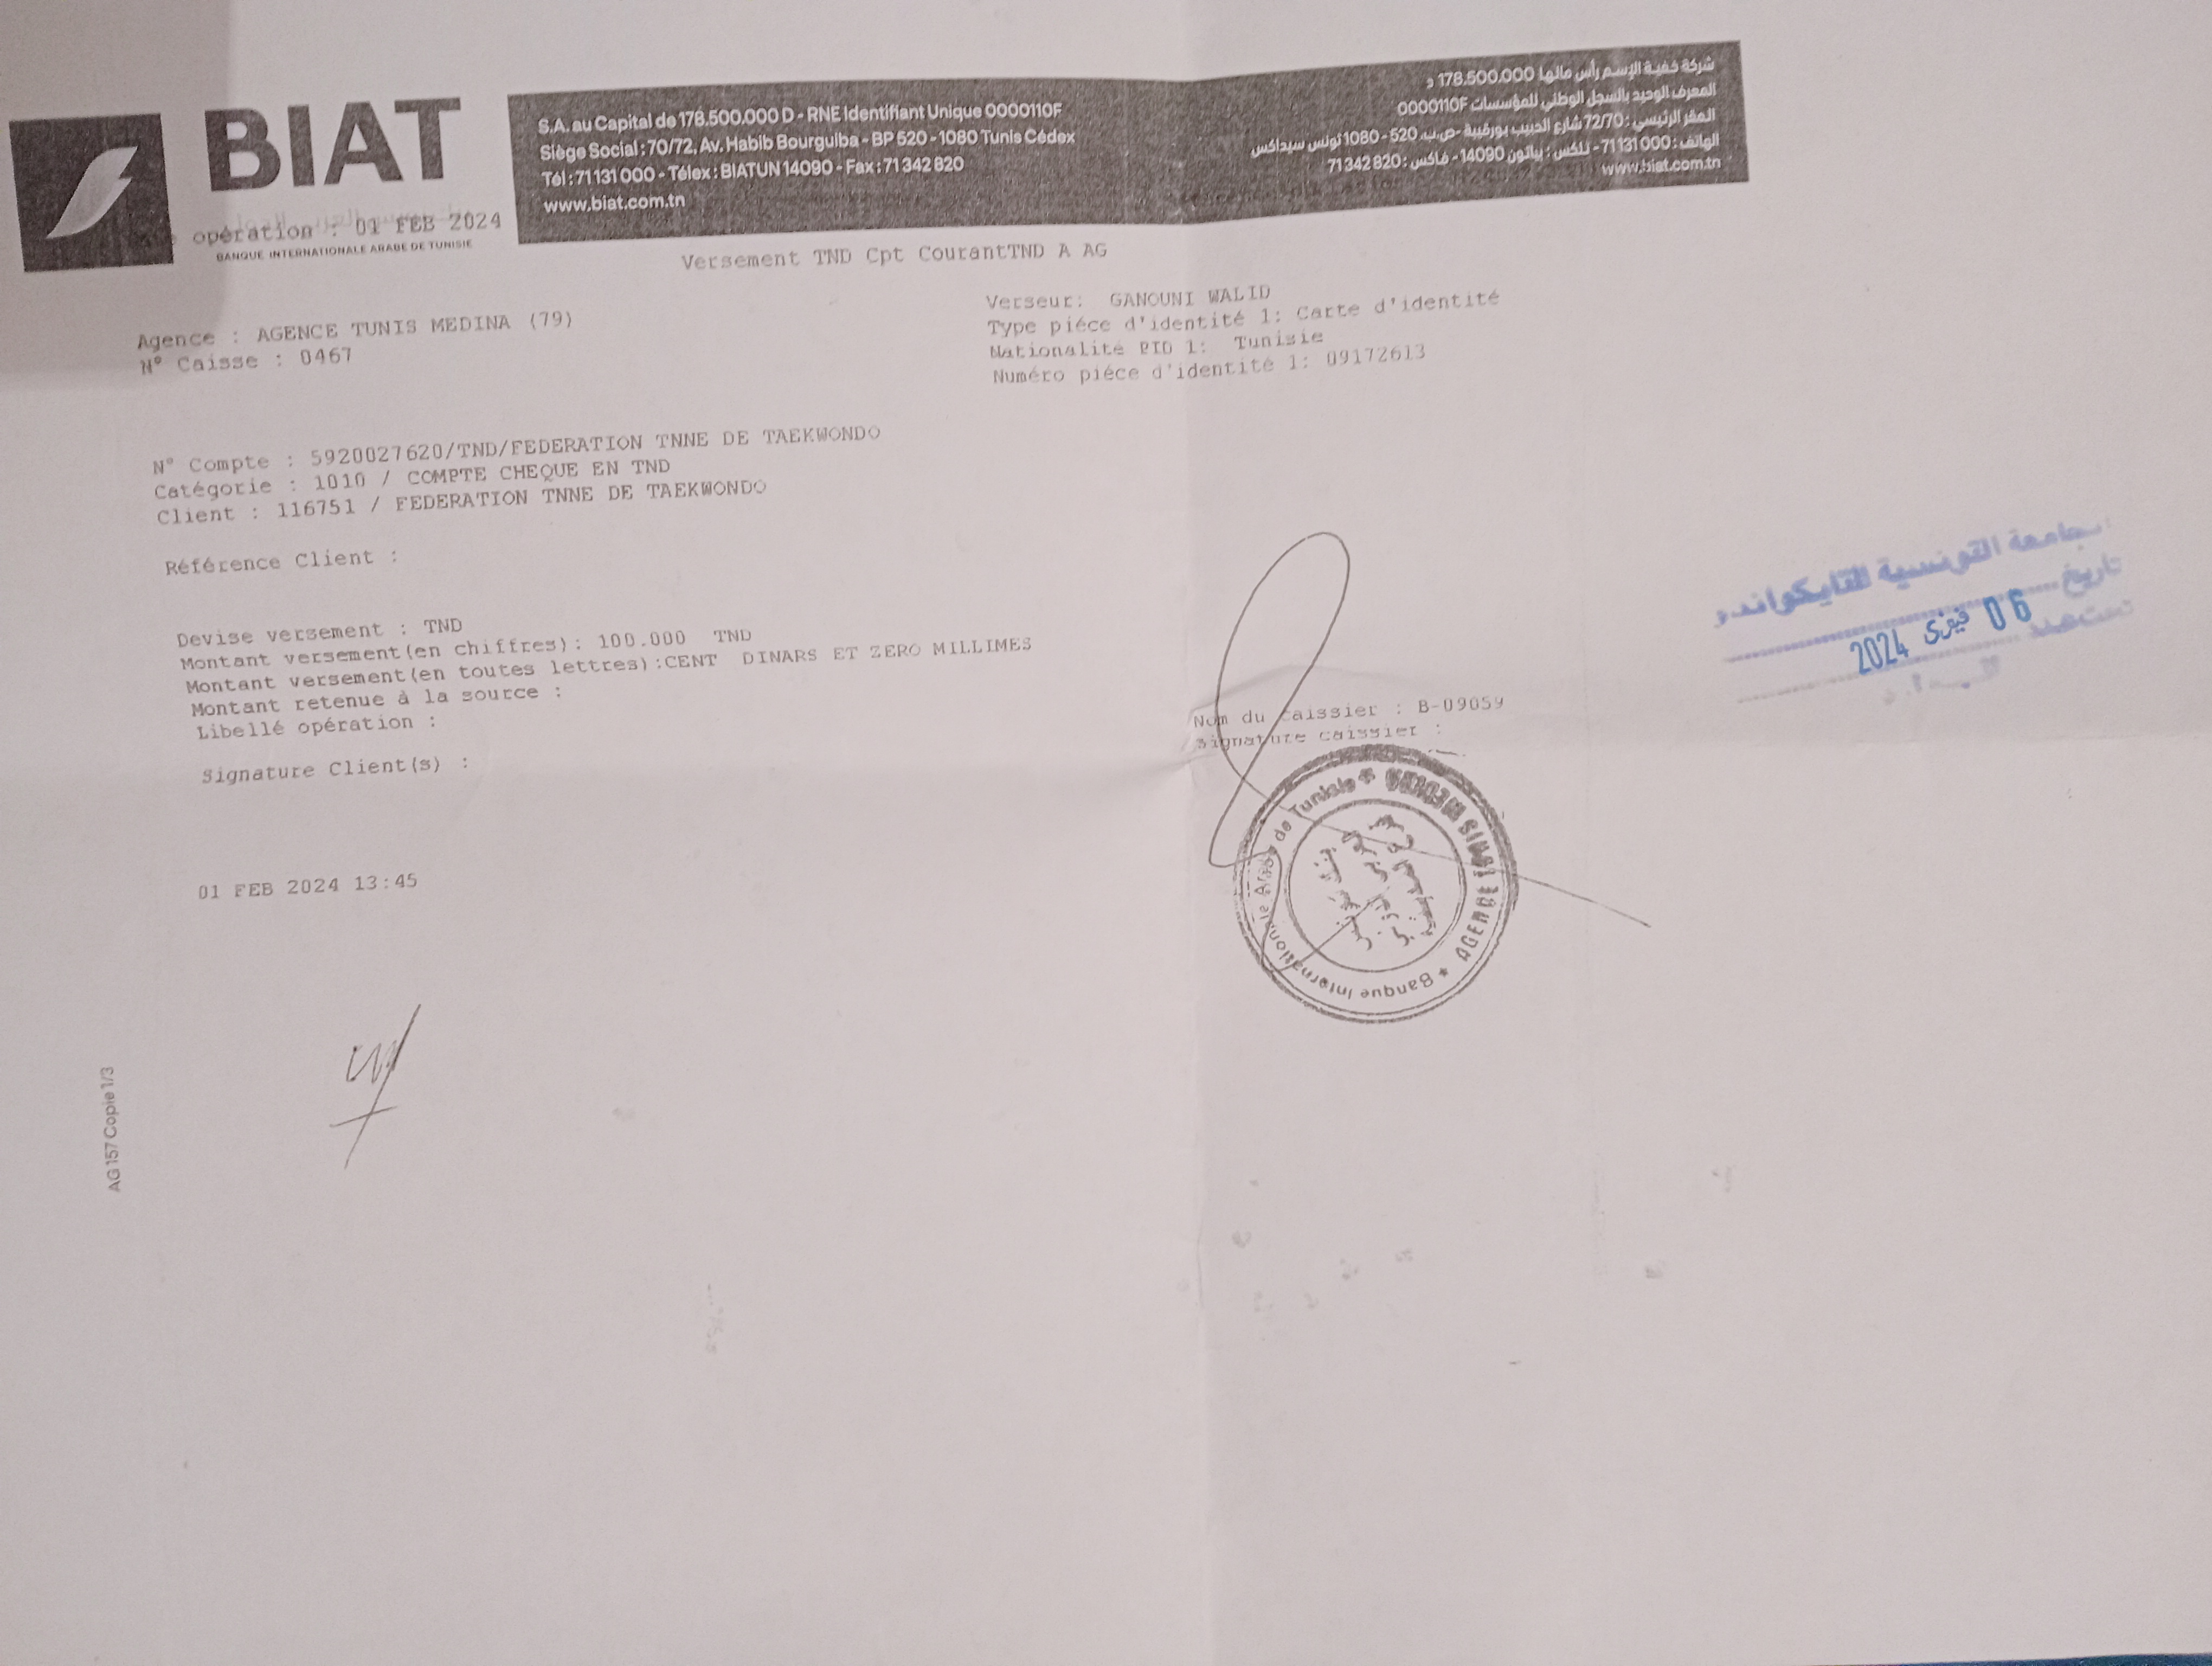 BIAT
BANQUE INTERNATIONALE ARABE DE TUNISIE
opération : 01 FEB 2024
S.A. au Capital de 178.500.000 D - RNE Identifiant Unique 0000110F
Siège Social : 70/72, Av. Habib Bourguiba - BP 520 - 1080 Tunis Cédex
Tél : 71 131 000 - Télex : BIATUN 14090 - Fax : 71 342 820
www.biat.com.tn
شركة خفية الإسم رأس مالها 178.500.000 د
المعرف الوحيد بالسجل الوطني للمؤسسات 0000110F
المقر الرئيسي : 72/70 شارع الحبيب بورقيبة -ص.ب. 520 - 1080 تونس سيداكس
الهاتف : 71131000 - تلكس : بياتون 14090 - فاكس : 71342820
www.biat.com.tn
Versement TND Cpt CourantTND A AG
Agence : AGENCE TUNIS MEDINA (79)
N° Caisse : 0467
Verseur: GANOUNI WALID
Type piéce d'identité 1: Carte d'identité
Nationalité PID 1: Tunisie
Numéro piéce d'identité 1: 09172613
N° Compte : 5920027620/TND/FEDERATION TNNE DE TAEKWONDO
Catégorie : 1010 / COMPTE CHEQUE EN TND
Client : 116751 / FEDERATION TNNE DE TAEKWONDO
Référence Client :
Devise versement : TND
Montant versement(en chiffres): 100.000 TND
Montant versement(en toutes lettres):CENT DINARS ET ZERO MILLIMES
Montant retenue à la source :
Libellé opération :
Signature Client(s) :
Nom du caissier : B-09059
Signature caissier :
الجامعة التونسية للتايكواندو
تاريخ
06 فيفري 2024
Banque Internationale Arabe de Tunisie * AGENCE TUNIS MEDINA *
01 FEB 2024 13:45
AG 157 Copie 1/3